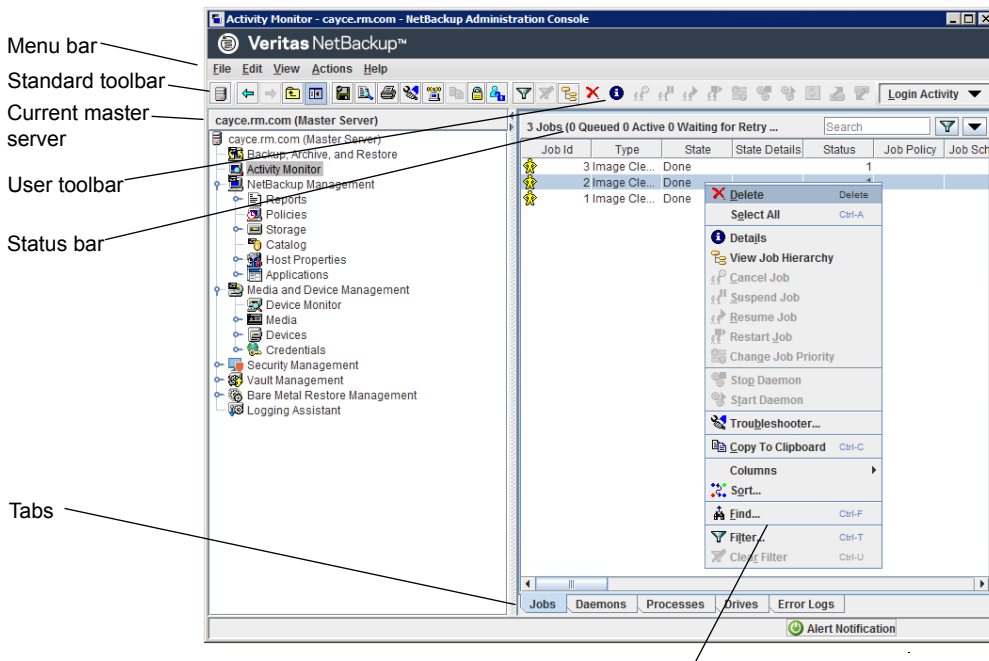 Activity Monitor - cayce.rm.com - NetBackup Administration Console
Veritas NetBackup™
File Edit View Actions Help
Login Activity
Menu bar
Standard toolbar
Current master
server
User toolbar
Status bar
Tabs
cayce.rm.com (Master Server)
cayce.rm.com (Master Server)
Backup, Archive, and Restore
Activity Monitor
NetBackup Management
Reports
Policies
Storage
Catalog
Host Properties
Applications
Media and Device Management
Device Monitor
Media
Devices
Credentials
Security Management
Vault Management
Bare Metal Restore Management
Logging Assistant
3 Jobs (0 Queued 0 Active 0 Waiting for Retry ... Search
Job Id Type State State Details Status Job Policy Job Sch
3 Image Cle... Done 1
2 Image Cle... Done 1
1 Image Cle... Done
Delete Delete
Select All Ctrl-A
Details
View Job Hierarchy
Cancel Job
Suspend Job
Resume Job
Restart Job
Change Job Priority
Stop Daemon
Start Daemon
Troubleshooter...
Copy To Clipboard Ctrl-C
Columns
Sort...
Find... Ctrl-F
Filter... Ctrl-T
Clear Filter Ctrl-U
Jobs Daemons Processes Drives Error Logs
Alert Notification